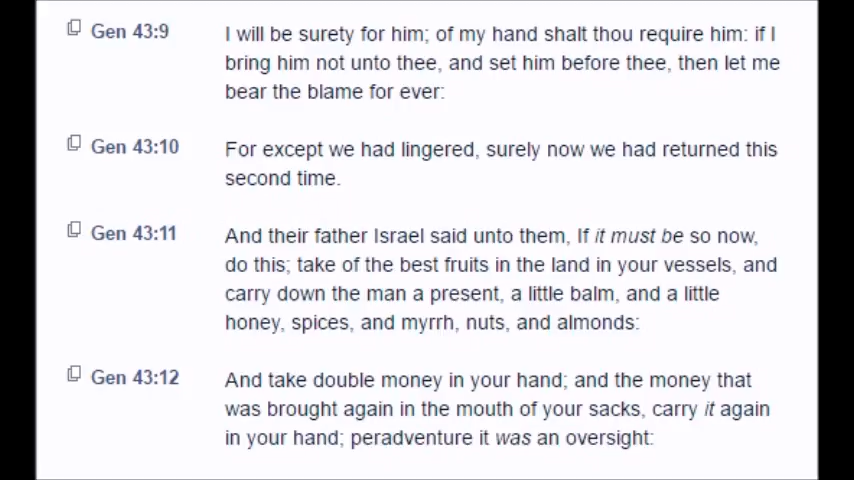 Gen 43:9 I will be surety for him; of my hand shalt thou require him: if I
bring him not unto thee, and set him before thee, then let me
bear the blame for ever:
Gen 43:10 For except we had lingered, surely now we had returned this
second time.
Gen 43:11 And their father Israel said unto them, If it must be so now,
do this; take of the best fruits in the land in your vessels, and
carry down the man a present, a little balm, and a little
honey, spices, and myrrh, nuts, and almonds:
Gen 43:12 And take double money in your hand; and the money that
was brought again in the mouth of your sacks, carry it again
in your hand; peradventure it was an oversight: